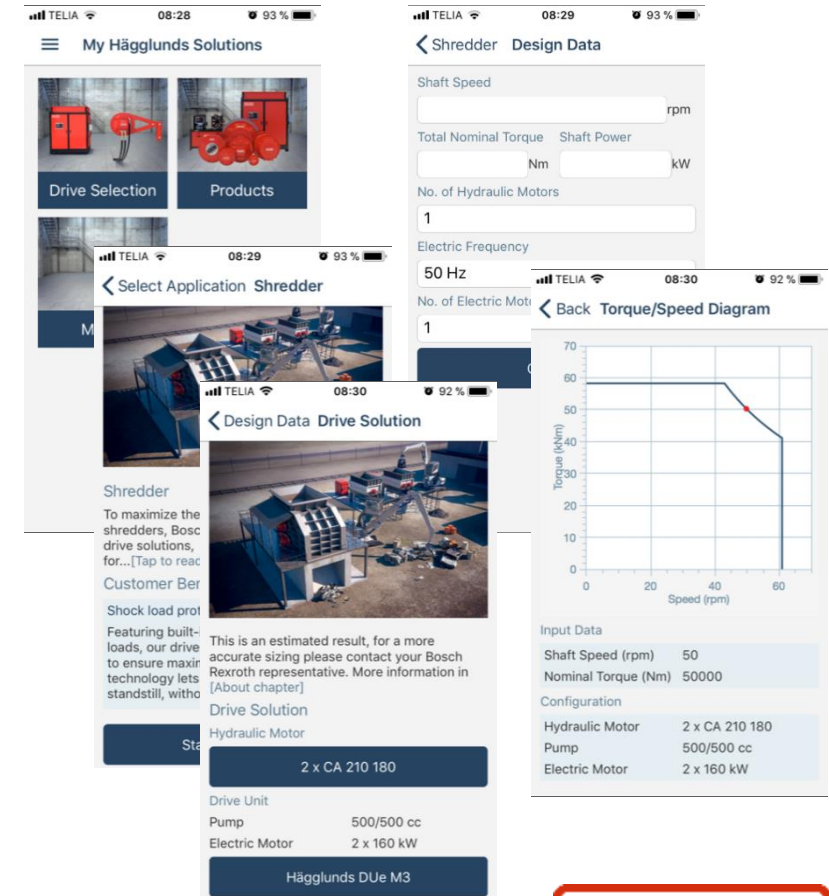 TELIA 08:28 93 %
My Hägglunds Solutions
Drive Selection
Products
M
TELIA 08:29 93 %
Select Application Shredder
Shredder
To maximize the
shredders, Bosc
drive solutions,
for...[Tap to read
Customer Ber
Shock load prot
Featuring built-
loads, our drive
to ensure maxin
technology lets
standstill, witho
Sta
TELIA 08:29 93 %
Shredder Design Data
Shaft Speed
rpm
Total Nominal Torque Shaft Power
Nm kW
No. of Hydraulic Motors
1
Electric Frequency
50 Hz
No. of Electric Moto
1
TELIA 08:30 92 %
Design Data Drive Solution
This is an estimated result, for a more
accurate sizing please contact your Bosch
Rexroth representative. More information in
[About chapter]
Drive Solution
Hydraulic Motor
2 x CA 210 180
Drive Unit
Pump 500/500 cc
Electric Motor 2 x 160 kW
Hägglunds DUe M3
TELIA 08:30 92 %
Back Torque/Speed Diagram
Torque (kNm)
70
60
50
40
30
20
10
0
0 20 40 60
Speed (rpm)
Input Data
Shaft Speed (rpm) 50
Nominal Torque (Nm) 50000
Configuration
Hydraulic Motor 2 x CA 210 180
Pump 500/500 cc
Electric Motor 2 x 160 kW